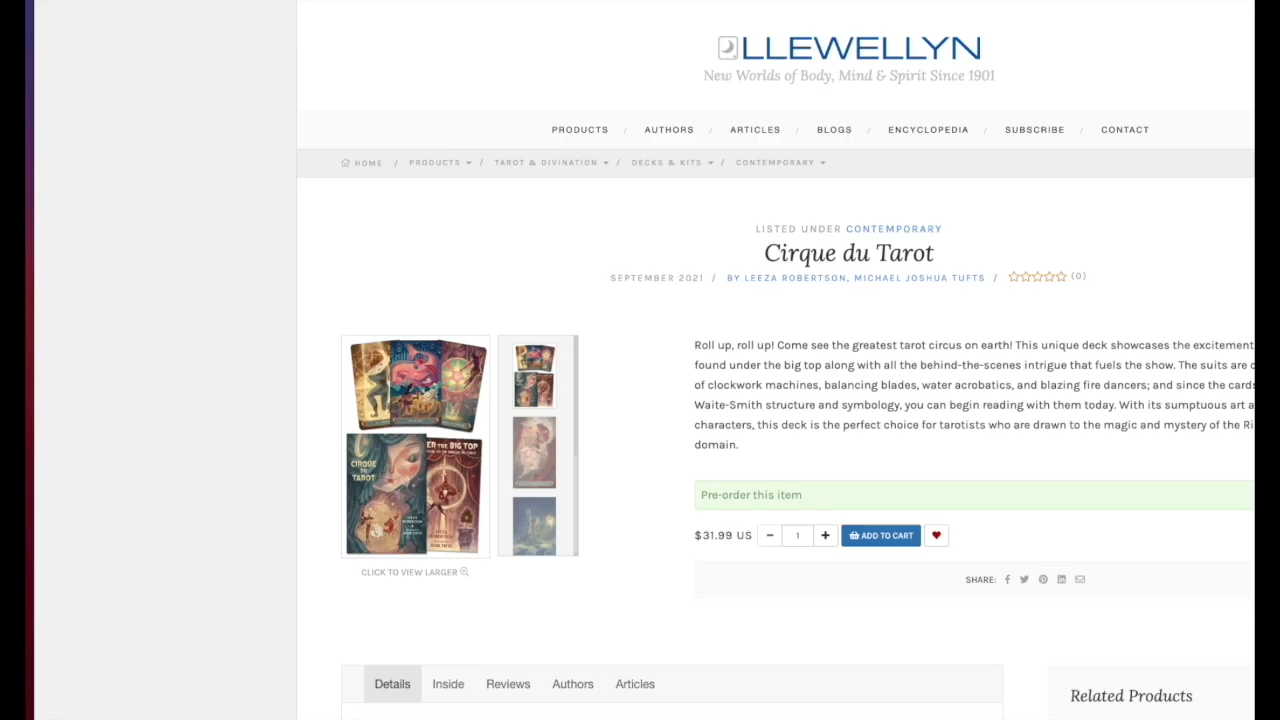 LLEWELLYN
New Worlds of Body, Mind & Spirit Since 1901
PRODUCTS / AUTHORS / ARTICLES / BLOGS / ENCYCLOPEDIA / SUBSCRIBE / CONTACT
HOME / PRODUCTS / TAROT & DIVINATION / DECKS & KITS / CONTEMPORARY
LISTED UNDER CONTEMPORARY
Cirque du Tarot
SEPTEMBER 2021 / BY LEEZA ROBERTSON, MICHAEL JOSHUA TUFTS / (0)
Roll up, roll up! Come see the greatest tarot circus on earth! This unique deck showcases the excitement
found under the big top along with all the behind-the-scenes intrigue that fuels the show. The suits are
of clockwork machines, balancing blades, water acrobatics, and blazing fire dancers; and since the cards
Waite-Smith structure and symbology, you can begin reading with them today. With its sumptuous art
characters, this deck is the perfect choice for tarotists who are drawn to the magic and mystery of the
domain.
CIRQUE
DU
TAROT
ER THE BIG TOP
Pre-order this item
$31.99 US − 1 + ADD TO CART
CLICK TO VIEW LARGER
SHARE:
Details Inside Reviews Authors Articles
Related Products